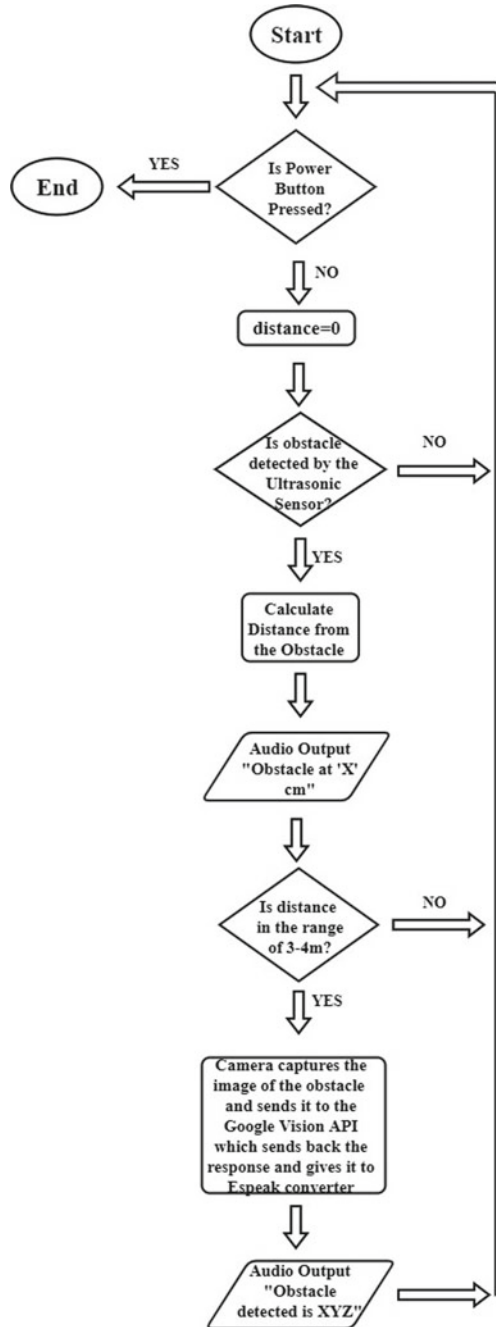 Start
Is Power
Button
Pressed?
YES
End
NO
distance=0
Is obstacle
detected by the
Ultrasonic
Sensor?
NO
YES
Calculate
Distance from
the Obstacle
Audio Output
"Obstacle at 'X'
cm"
Is distance
in the range
of 3-4m?
NO
YES
Camera captures the
image of the obstacle
and sends it to the
Google Vision API
which sends back the
response and gives it to
Espeak converter
Audio Output
"Obstacle
detected is XYZ"